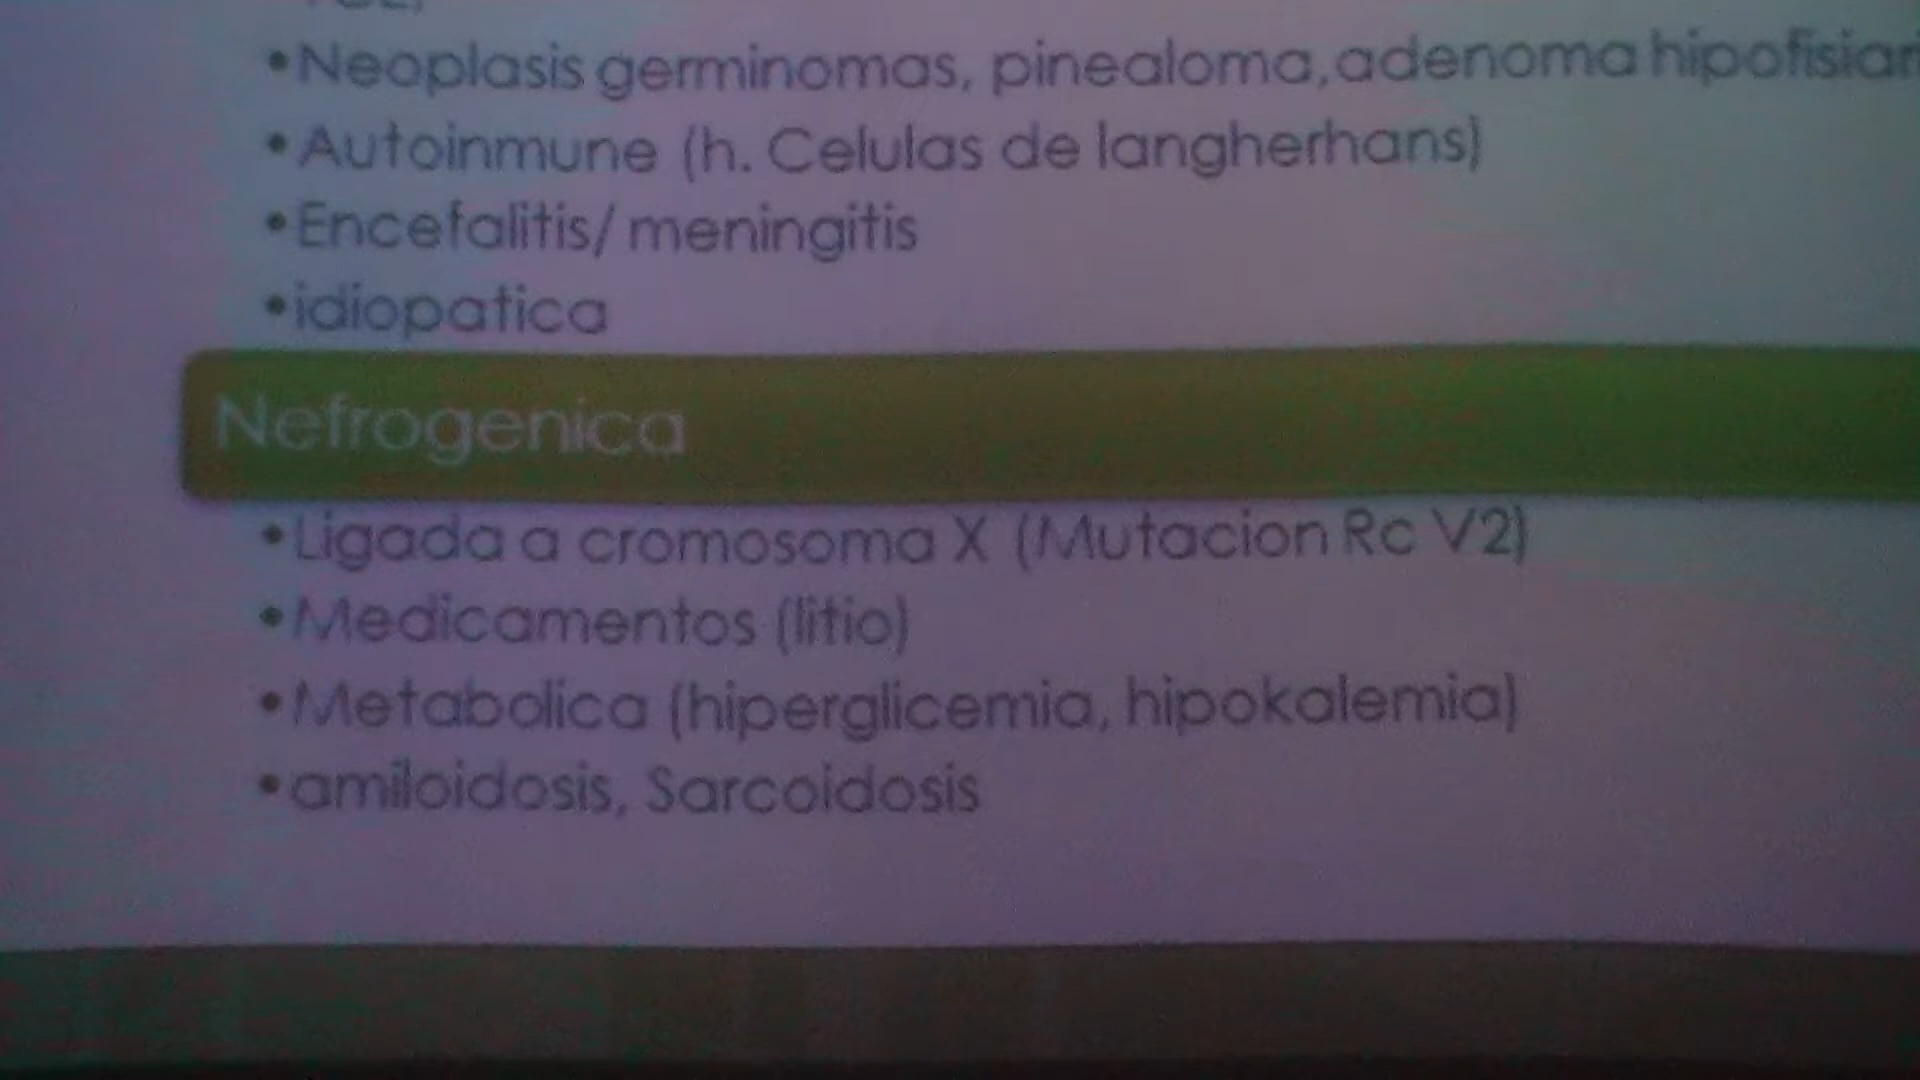 •Neoplasis germinomas, pinealoma, adenoma hipofisiari
•Autoinmune (h. Celulas de langherhans)
•Encefalitis/ meningitis
•idiopatica
Nefrogenica
•Ligada a cromosoma X (Mutacion Rc V2)
•Medicamentos (litio)
•Metabolica (hiperglicemia, hipokalemia)
•amiloidosis, Sarcoidosis